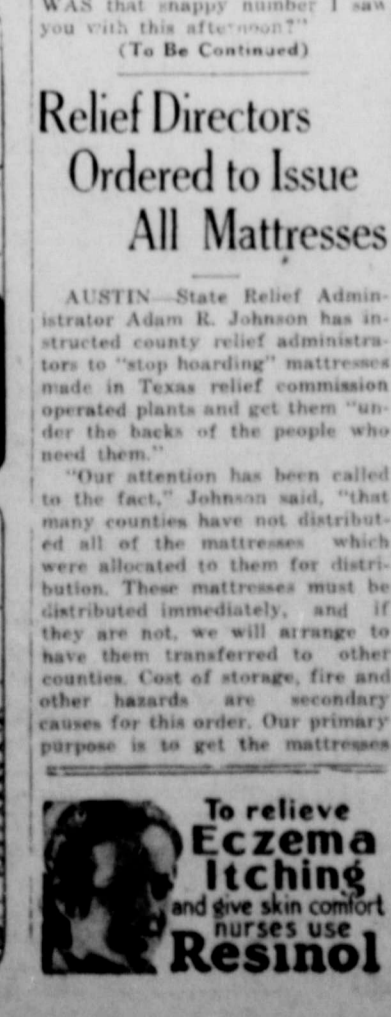 WAS that snappy number I saw
you with this afternoon?"
(To Be Continued)
Relief Directors
Ordered to Issue
All Mattresses
AUSTIN—State Relief Admin-
istrator Adam R. Johnson has in-
structed county relief administra-
tors to "stop hoarding" mattresses
made in Texas relief commission
operated plants and get them "un-
der the backs of the people who
need them."
"Our attention has been called
to the fact," Johnson said, "that
many counties have not distribut-
ed all of the mattresses which
were allocated to them for distri-
bution. These mattresses must be
distributed immediately, and if
they are not, we will arrange to
have them transferred to other
counties. Cost of storage, fire and
other hazards are secondary
causes for this order. Our primary
purpose is to get the mattresses
To relieve
Eczema
Itching
and give skin comfort
nurses use
Resinol